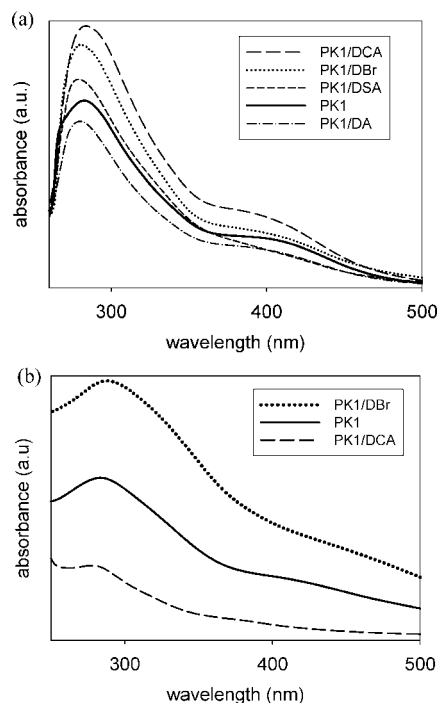 (a)
PK1/DCA
PK1/DBr
PK1/DSA
PK1
PK1/DA
absorbance (a.u.)
300
400
500
wavelength (nm)
(b)
PK1/DBr
PK1
PK1/DCA
absorbance (a.u)
300
400
500
wavelength (nm)